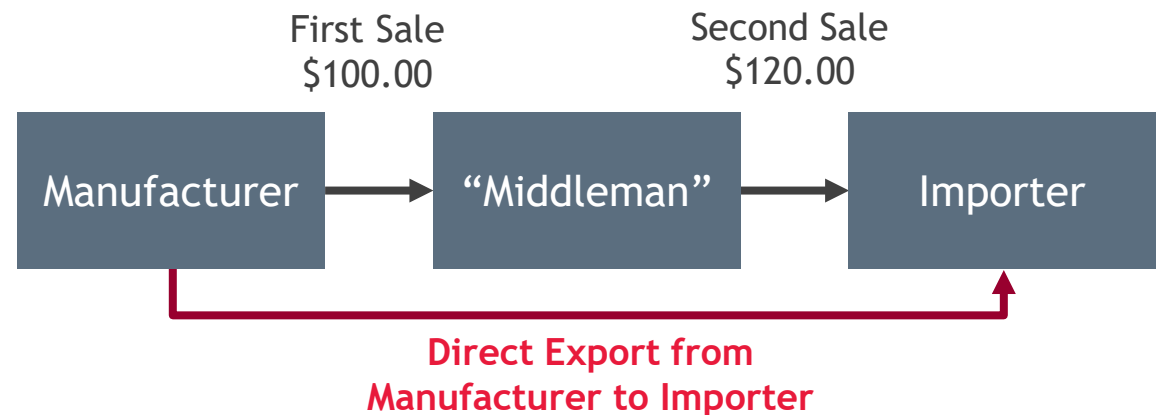 First Sale
$100.00
Second Sale
$120.00
Manufacturer
“Middleman”
Importer
Direct Export from
Manufacturer to Importer